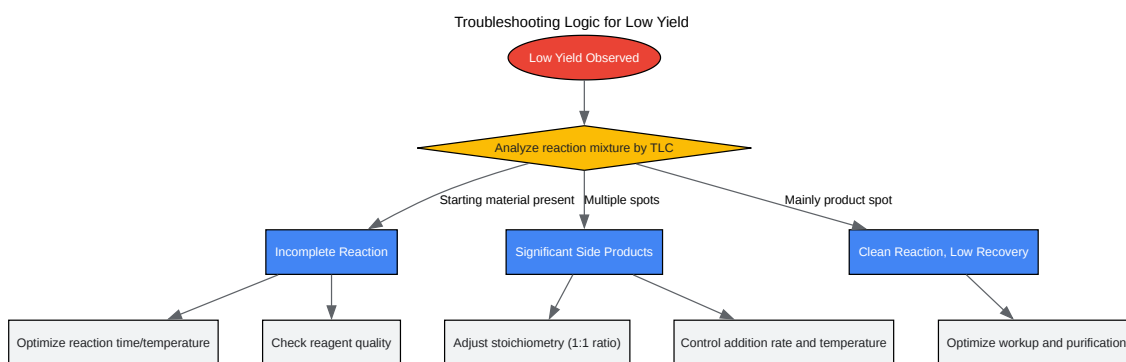 Troubleshooting Logic for Low Yield
Low Yield Observed
Analyze reaction mixture by TLC
Starting material present
Multiple spots
Mainly product spot
Incomplete Reaction
Significant Side Products
Clean Reaction, Low Recovery
Optimize reaction time/temperature
Check reagent quality
Adjust stoichiometry (1:1 ratio)
Control addition rate and temperature
Optimize workup and purification